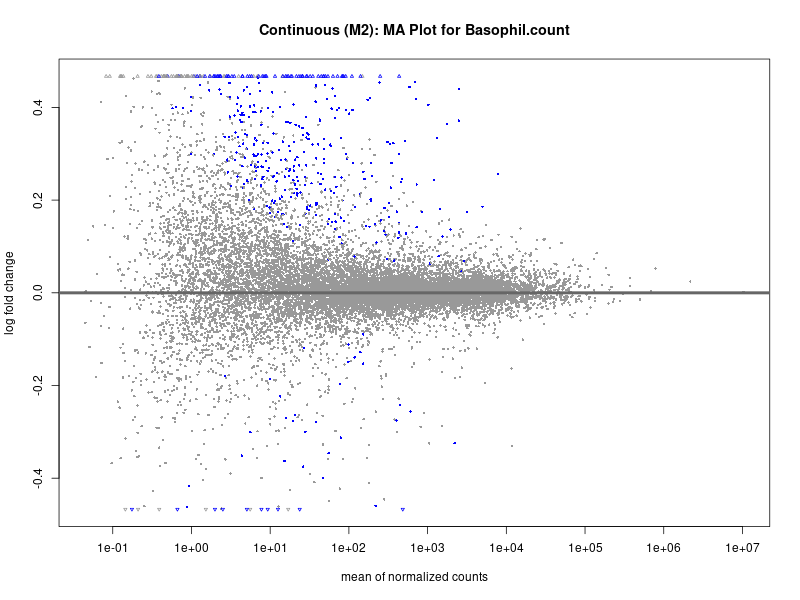 Continuous (M2): MA Plot for Basophil.count
log fold change
0.4
0.2
0.0
-0.2
-0.4
1e-01 1e+00 1e+01 1e+02 1e+03 1e+04 1e+05 1e+06 1e+07
mean of normalized counts